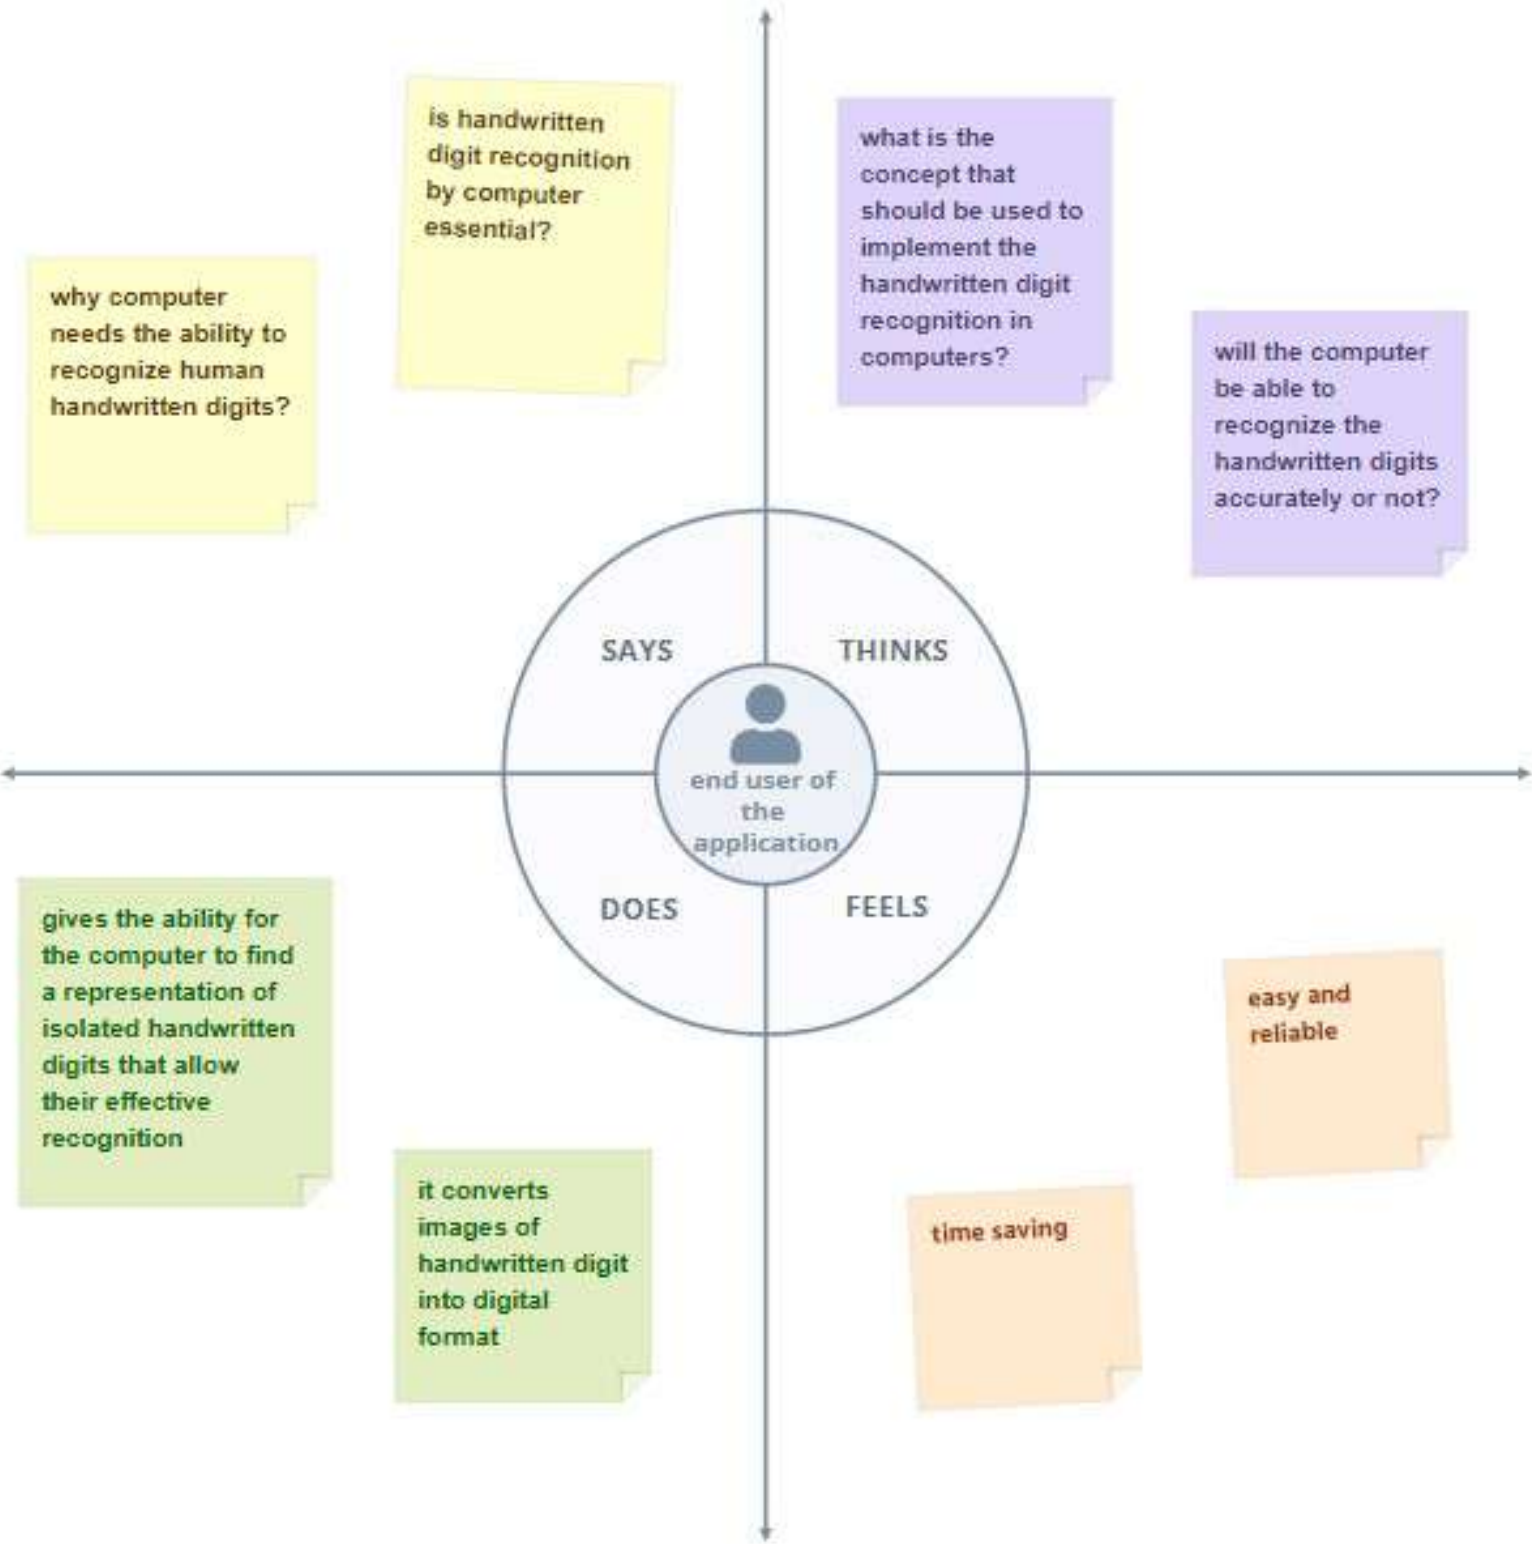 is handwritten
digit recognition
by computer
essential?
why computer
needs the ability to
recognize human
handwritten digits?
what is the
concept that
should be used to
implement the
handwritten digit
recognition in
computers?
will the computer
be able to
recognize the
handwritten digits
accurately or not?
SAYS
THINKS
end user of
the
application
DOES
FEELS
gives the ability for
the computer to find
a representation of
isolated handwritten
digits that allow
their effective
recognition
it converts
images of
handwritten digit
into digital
format
easy and
reliable
time saving